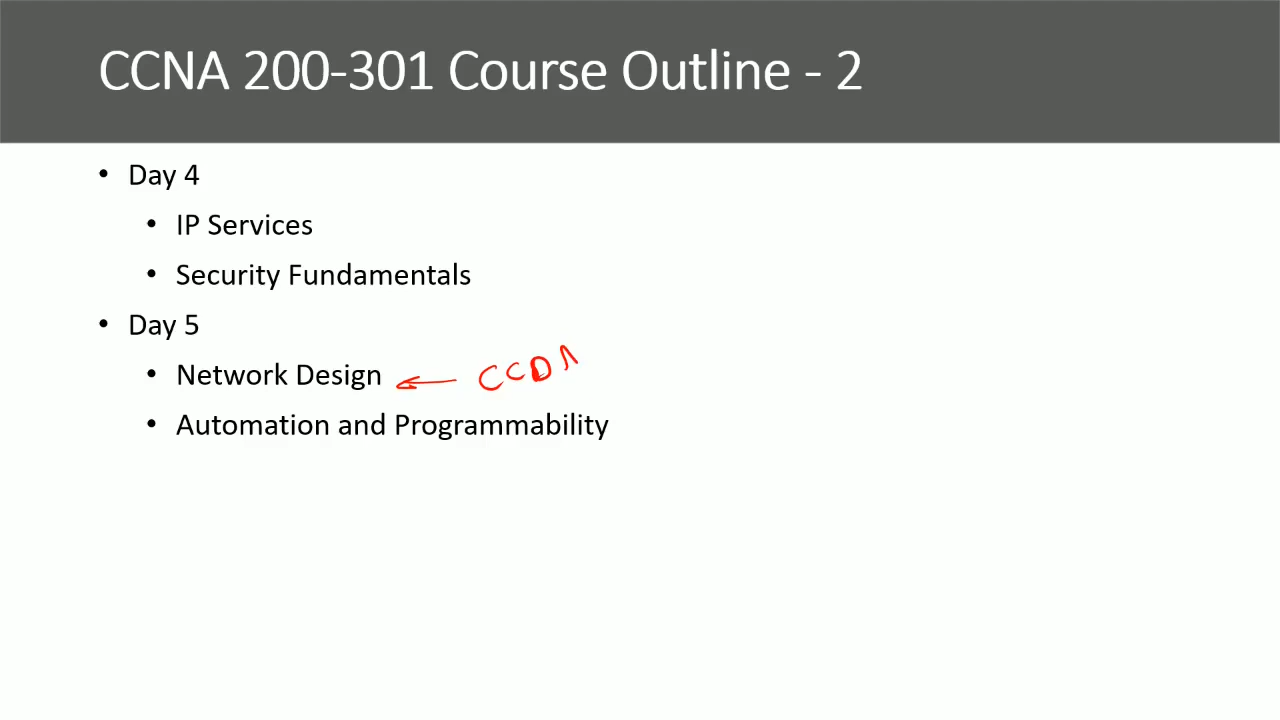 CCNA 200-301 Course Outline - 2
• Day 4
• IP Services
• Security Fundamentals
• Day 5
• Network Design ← CCDA
• Automation and Programmability